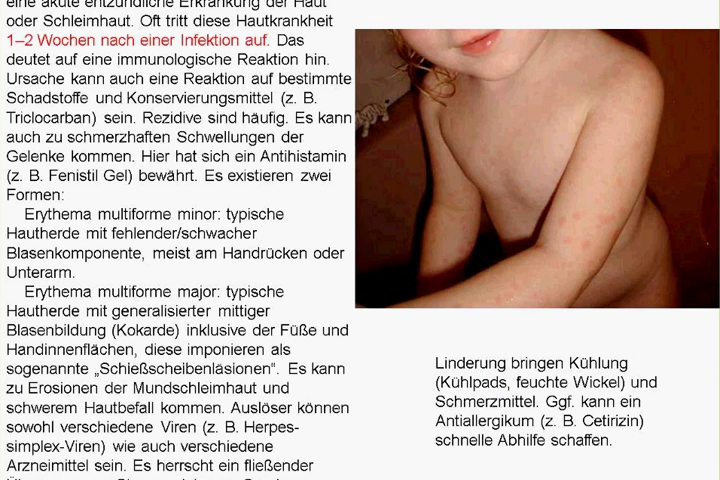 eine akute entzündliche Erkrankung der Haut
oder Schleimhaut. Oft tritt diese Hautkrankheit
1–2 Wochen nach einer Infektion auf. Das
deutet auf eine immunologische Reaktion hin.
Ursache kann auch eine Reaktion auf bestimmte
Schadstoffe und Konservierungsmittel (z. B.
Triclocarban) sein. Rezidive sind häufig. Es kann
auch zu schmerzhaften Schwellungen der
Gelenke kommen. Hier hat sich ein Antihistamin
(z. B. Fenistil Gel) bewährt. Es existieren zwei
Formen:
Erythema multiforme minor: typische
Hautherde mit fehlender/schwacher
Blasenkomponente, meist am Handrücken oder
Unterarm.
Erythema multiforme major: typische
Hautherde mit generalisierter mittiger
Blasenbildung (Kokarde) inklusive der Füße und
Handinnenflächen, diese imponieren als
sogenannte „Schießscheibenläsionen“. Es kann
zu Erosionen der Mundschleimhaut und
schwerem Hautbefall kommen. Auslöser können
sowohl verschiedene Viren (z. B. Herpes-
simplex-Viren) wie auch verschiedene
Arzneimittel sein. Es herrscht ein fließender
Linderung bringen Kühlung
(Kühlpads, feuchte Wickel) und
Schmerzmittel. Ggf. kann ein
Antiallergikum (z. B. Cetirizin)
schnelle Abhilfe schaffen.